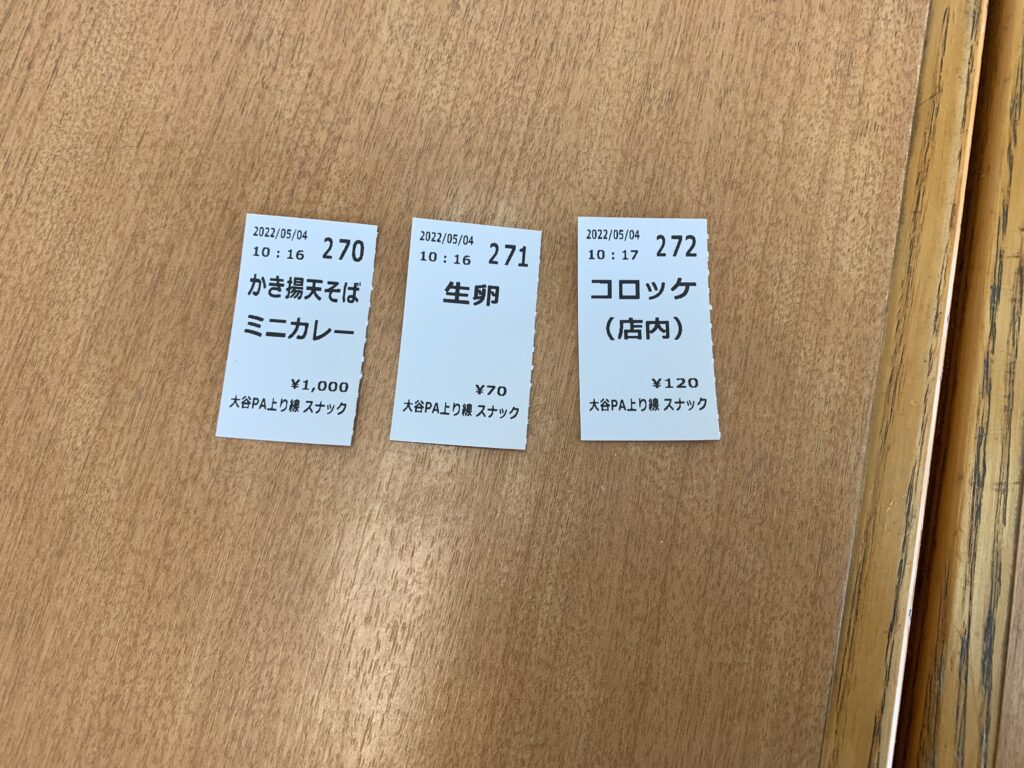 2022/05/04
10:16 270
かき揚天そば
ミニカレー
¥1,000
大谷PA上り線 スナック
2022/05/04
10:16 271
生卵
¥70
大谷PA上り線 スナック
2022/05/04
10:17 272
コロッケ
（店内）
¥120
大谷PA上り線 スナック